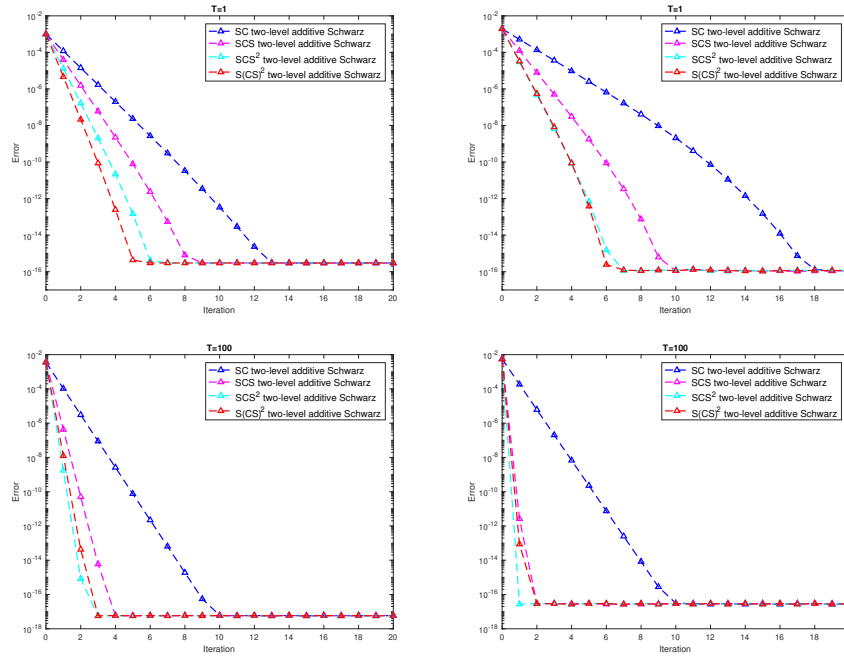 T=1
SC two-level additive Schwarz
SCS two-level additive Schwarz
SCS² two-level additive Schwarz
S(CS)² two-level additive Schwarz
10⁻²
10⁻⁴
10⁻⁶
10⁻⁸
10⁻¹⁰
10⁻¹²
10⁻¹⁴
10⁻¹⁶
Error
0 2 4 6 8 10 12 14 16 18 20
Iteration
T=1
SC two-level additive Schwarz
SCS two-level additive Schwarz
SCS² two-level additive Schwarz
S(CS)² two-level additive Schwarz
10⁻²
10⁻⁴
10⁻⁶
10⁻⁸
10⁻¹⁰
10⁻¹²
10⁻¹⁴
10⁻¹⁶
Error
0 2 4 6 8 10 12 14 16 18
Iteration
T=100
SC two-level additive Schwarz
SCS two-level additive Schwarz
SCS² two-level additive Schwarz
S(CS)² two-level additive Schwarz
10⁻²
10⁻⁴
10⁻⁶
10⁻⁸
10⁻¹⁰
10⁻¹²
10⁻¹⁴
10⁻¹⁶
10⁻¹⁸
Error
0 2 4 6 8 10 12 14 16 18 20
Iteration
T=100
SC two-level additive Schwarz
SCS two-level additive Schwarz
SCS² two-level additive Schwarz
S(CS)² two-level additive Schwarz
10⁻²
10⁻⁴
10⁻⁶
10⁻⁸
10⁻¹⁰
10⁻¹²
10⁻¹⁴
10⁻¹⁶
10⁻¹⁸
Error
0 2 4 6 8 10 12 14 16 18
Iteration